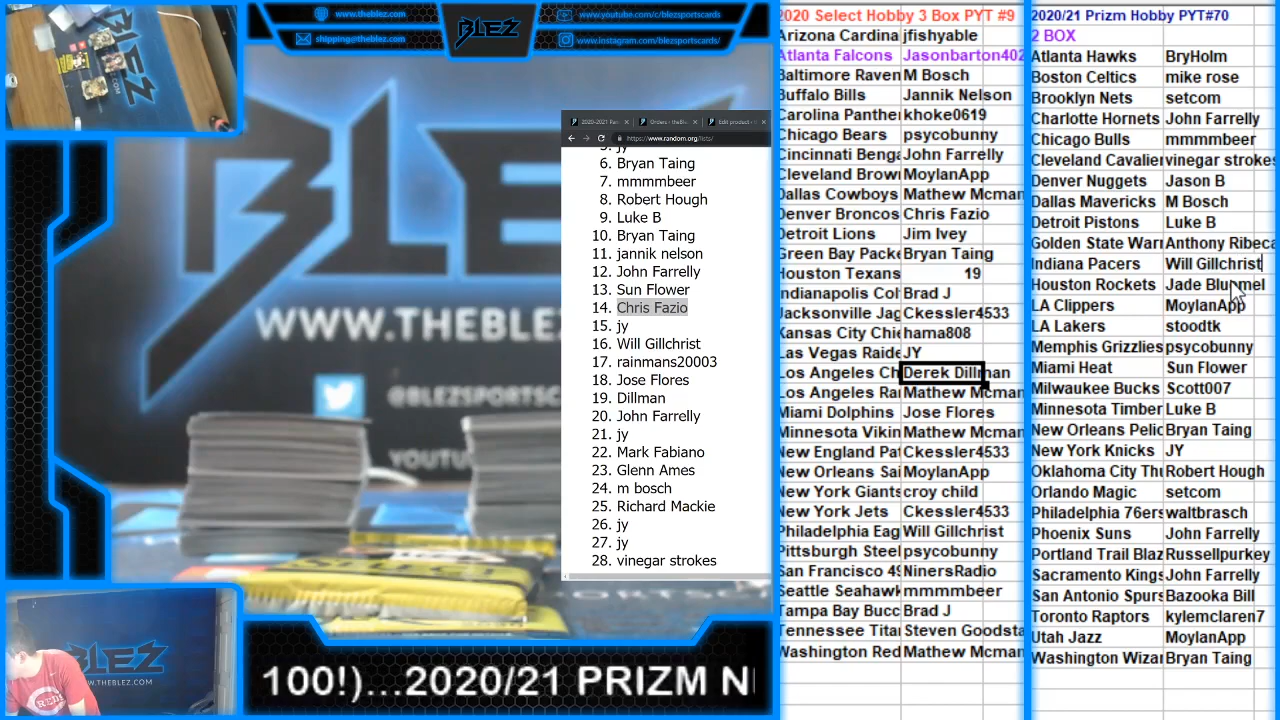 www.theblez.com
shipping@theblez.com
BLEZ
www.youtube.com/c/blezsportscards
www.instagram.com/blezsportscards/
BLEZ
WWW.THEBLEZ
@BLEZSPORTSC
YOUTU
https://www.random.org/lists/
5. jy
6. Bryan Taing
7. mmmmbeer
8. Robert Hough
9. Luke B
10. Bryan Taing
11. jannik nelson
12. John Farrelly
13. Sun Flower
14. Chris Fazio
15. jy
16. Will Gillchrist
17. rainmans20003
18. Jose Flores
19. Dillman
20. John Farrelly
21. jy
22. Mark Fabiano
23. Glenn Ames
24. m bosch
25. Richard Mackie
26. jy
27. jy
28. vinegar strokes
SELECT
BLEZ
WWW.THEBLEZ.COM
REDS
100!)...2020/21 PRIZM N
2020 Select Hobby 3 Box PYT #9
Arizona Cardina jfishyable
Atlanta Falcons Jasonbarton402
Baltimore Raven M Bosch
Buffalo Bills Jannik Nelson
Carolina Panthe khoke0619
Chicago Bears psycobunny
Cincinnati Benga John Farrelly
Cleveland Brown MoylanApp
Dallas Cowboys Mathew Mcman
Denver Broncos Chris Fazio
Detroit Lions Jim Ivey
Green Bay Packe Bryan Taing
Houston Texans 19
Indianapolis Col Brad J
Jacksonville Jag Ckessler4533
Kansas City Chie hama808
Las Vegas Raide JY
Los Angeles Ch Derek Dillman
Los Angeles Ra Mathew Mcman
Miami Dolphins Jose Flores
Minnesota Vikin Mathew Mcman
New England Pa Ckessler4533
New Orleans Sai MoylanApp
New York Giants croy child
New York Jets Ckessler4533
Philadelphia Eag Will Gillchrist
Pittsburgh Steel psycobunny
San Francisco 49 NinersRadio
Seattle Seahawk mmmmbeer
Tampa Bay Bucc Brad J
Tennessee Titan Steven Goodsta
Washington Red Mathew Mcman
2020/21 Prizm Hobby PYT#70
2 BOX
Atlanta Hawks BryHolm
Boston Celtics mike rose
Brooklyn Nets setcom
Charlotte Hornets John Farrelly
Chicago Bulls mmmmbeer
Cleveland Cavalier vinegar strokes
Denver Nuggets Jason B
Dallas Mavericks M Bosch
Detroit Pistons Luke B
Golden State Warr Anthony Ribeca
Indiana Pacers Will Gillchrist
Houston Rockets Jade Blummel
LA Clippers MoylanApp
LA Lakers stoodtk
Memphis Grizzlies psycobunny
Miami Heat Sun Flower
Milwaukee Bucks Scott007
Minnesota Timber Luke B
New Orleans Pelic Bryan Taing
New York Knicks JY
Oklahoma City Thu Robert Hough
Orlando Magic setcom
Philadelphia 76ers waltbrasch
Phoenix Suns John Farrelly
Portland Trail Blaz Russellpurkey
Sacramento Kings John Farrelly
San Antonio Spurs Bazooka Bill
Toronto Raptors kylemclaren7
Utah Jazz MoylanApp
Washington Wizar Bryan Taing